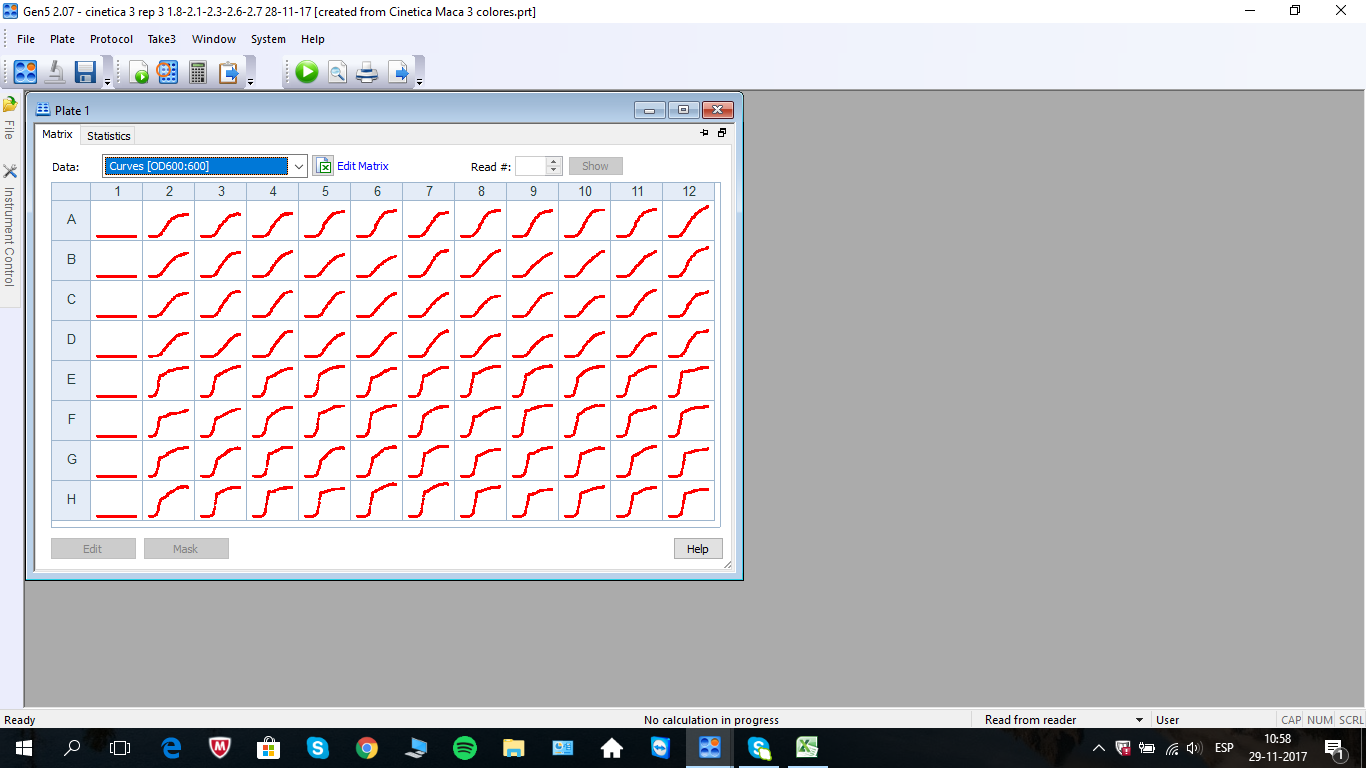 Gen5 2.07 - cinetica 3 rep 3 1.8-2.1-2.3-2.6-2.7 28-11-17 [created from Cinetica Maca 3 colores.prt]
File Plate Protocol Take3 Window System Help
File
Instrument Control
Plate 1
Matrix Statistics
Data: Curves [OD600:600] Edit Matrix Read #: Show
1 2 3 4 5 6 7 8 9 10 11 12
A
B
C
D
E
F
G
H
Edit Mask Help
Ready No calculation in progress Read from reader User CAP NUM SCRL
ESP 10:58
29-11-2017
1